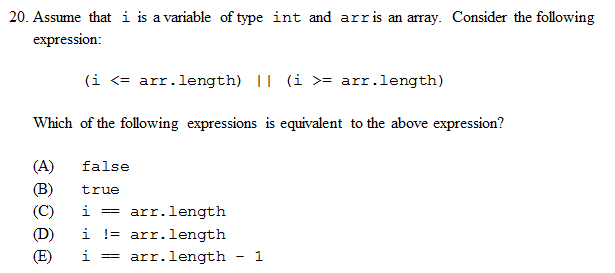 20. Assume that i is a variable of type int and arr is an array. Consider the following
expression:
(i <= arr.length) || (i >= arr.length)
Which of the following expressions is equivalent to the above expression?
(A) false
(B) true
(C) i == arr.length
(D) i != arr.length
(E) i == arr.length - 1